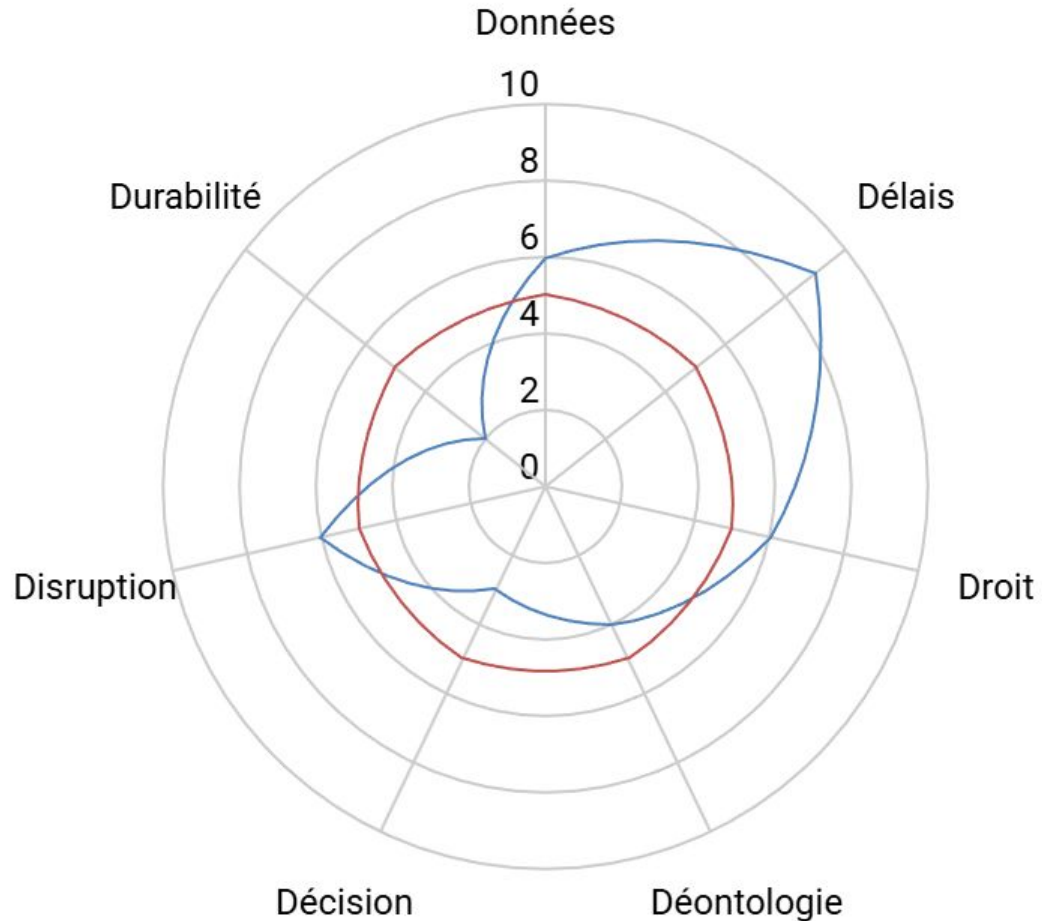 Données
10
8
6
4
2
0
Durabilité
Délais
Disruption
Droit
Décision
Déontologie